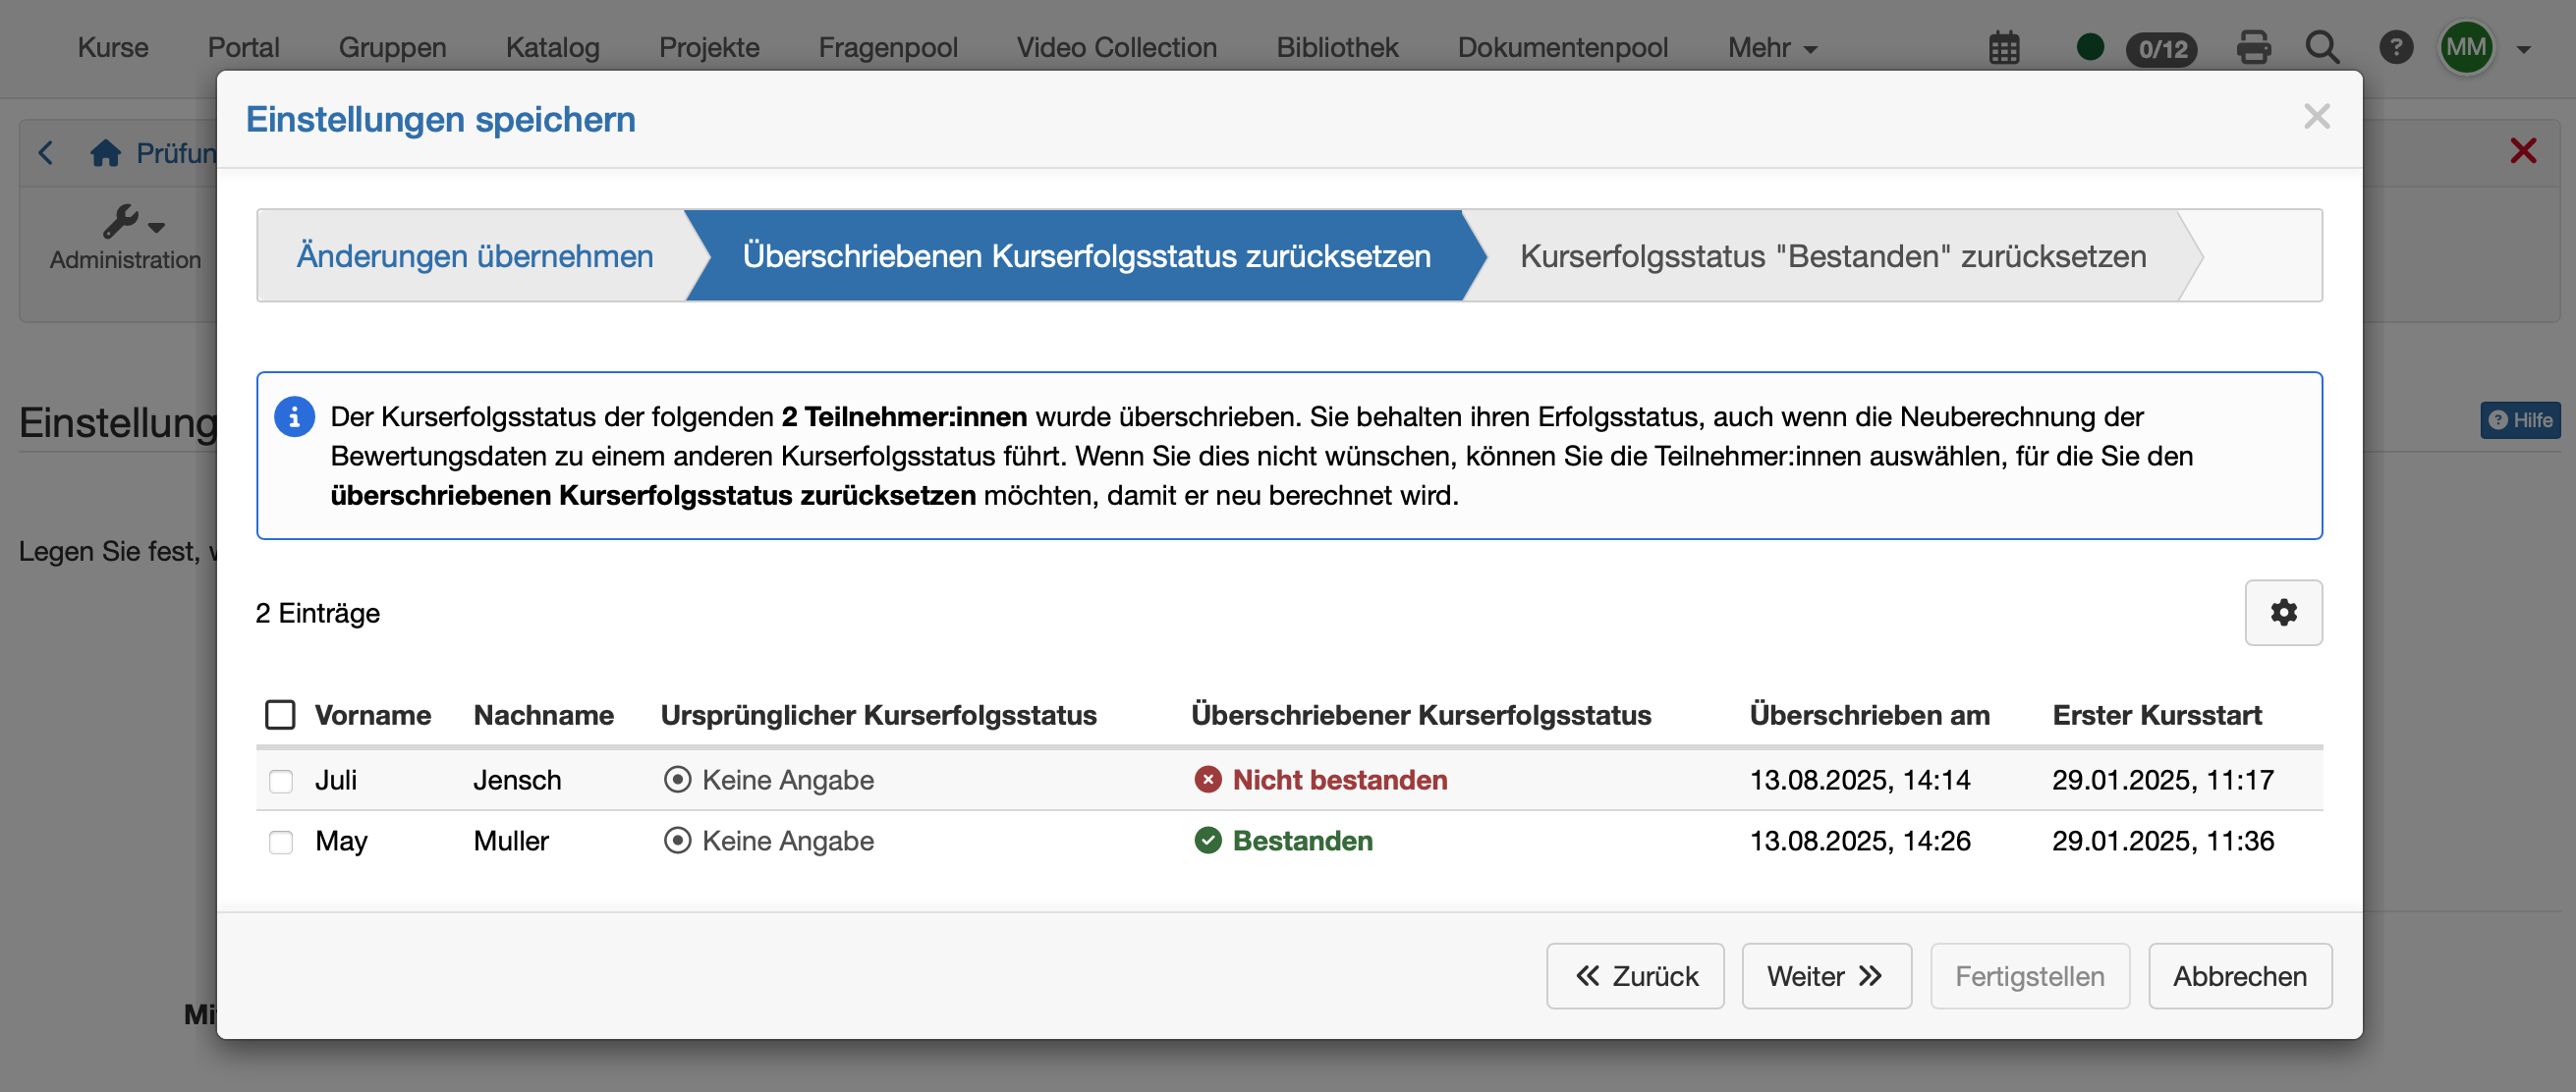 Kurse Portal Gruppen Katalog Projekte Fragenpool Video Collection Bibliothek Dokumentenpool Mehr 0/12 MM
Einstellungen speichern
Prüfun
Administration
Änderungen übernehmen Überschriebenen Kurserfolgsstatus zurücksetzen Kurserfolgsstatus "Bestanden" zurücksetzen
Einstellung
Hilfe
Der Kurserfolgsstatus der folgenden 2 Teilnehmer:innen wurde überschrieben. Sie behalten ihren Erfolgsstatus, auch wenn die Neuberechnung der
Bewertungsdaten zu einem anderen Kurserfolgsstatus führt. Wenn Sie dies nicht wünschen, können Sie die Teilnehmer:innen auswählen, für die Sie den
überschriebenen Kurserfolgsstatus zurücksetzen möchten, damit er neu berechnet wird.
Legen Sie fest,
2 Einträge
Vorname Nachname Ursprünglicher Kurserfolgsstatus Überschriebener Kurserfolgsstatus Überschrieben am Erster Kursstart
Juli Jensch Keine Angabe Nicht bestanden 13.08.2025, 14:14 29.01.2025, 11:17
May Muller Keine Angabe Bestanden 13.08.2025, 14:26 29.01.2025, 11:36
Zurück Weiter Fertigstellen Abbrechen